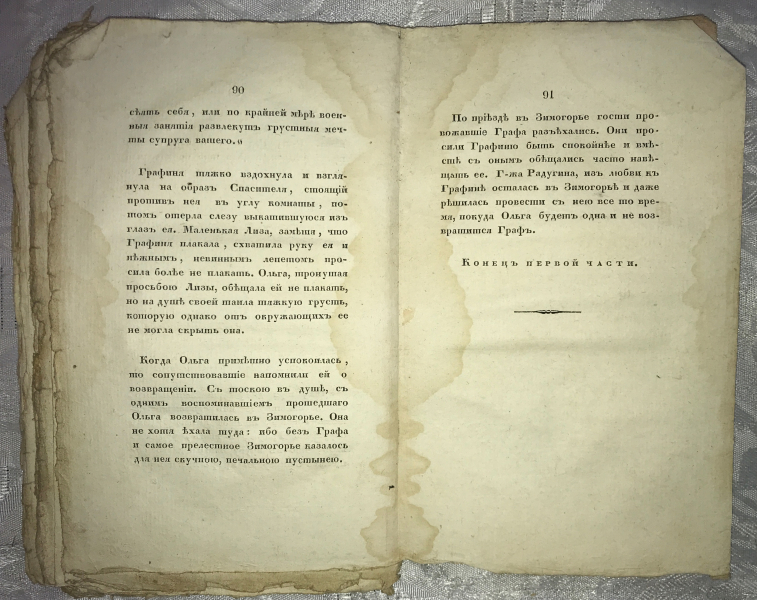 90
сѣять себя, или по крайней мѣрѣ воен-
ныя занятія развлекутъ грустныя меч-
ты супруга вашего.»
Графиня тяжко вздохнула и взгля-
нула на образъ Спасителя, стоящій
противъ нея въ углу комнаты, по-
томъ отерла слезу выкатившуюся изъ
глазъ ея. Маленькая Лиза, замѣтя, что
Графиня плакала, схватила руку ея и
нѣжнымъ, невиннымъ лепетомъ про-
сила болѣе не плакать. Ольга, тронутая
просьбою Лизы, обѣщала ей не плакать,
но на душѣ своей таила тяжкую грусть,
которую однако отъ окружающихъ ее
не могла скрыть она.
Когда Ольга примѣтно успокоилась,
то сопутствовавшіе напомнили ей о
возвращеніи. Съ тоскою въ душѣ, съ
однимъ воспоминавшіемъ прошедшаго
Ольга возвратилась въ Зимогорье. Она
не хотя ѣхала туда: ибо безъ Графа
и самое прелестное Зимогорье казалось
для нея скучною, печальною пустынею.
91
По пріѣздѣ въ Зимогорье гости про-
вожавшіе Графа разъѣхались. Они про-
сили Графиню быть спокойнѣе и вмѣ-
стѣ съ онымъ обѣщались часто навѣ-
щать ее. Г-жа Радугина, изъ любви къ
Графинѣ осталась въ Зимогорьѣ и даже
рѣшилась провести съ нею все то вре-
мя, покуда Ольга будетъ одна и не воз-
вратится Графъ.
Конецъ первой части.